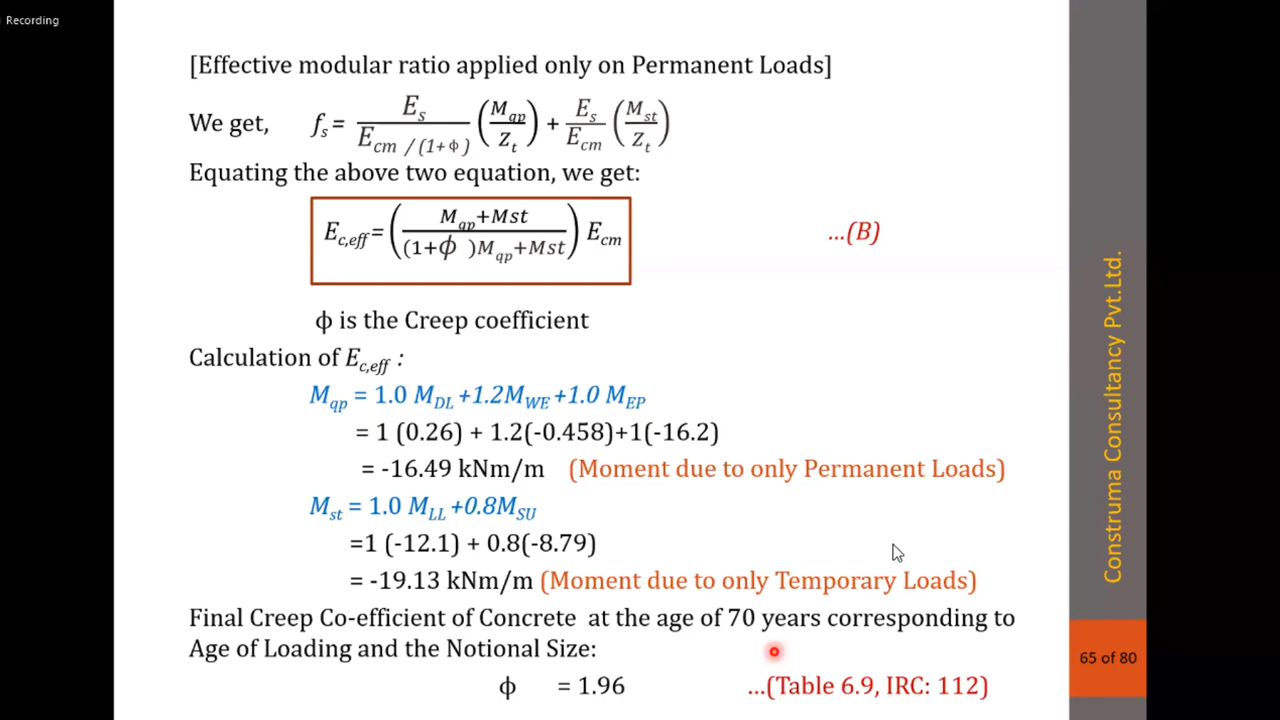 Recording
[Effective modular ratio applied only on Permanent Loads]
We get, fs = Es / (Ecm /(1+ϕ)) (Mqp / Zt) + Es / Ecm (Mst / Zt)
Equating the above two equation, we get:
Ec,eff = ( (Mqp+Mst) / ((1+ϕ )Mqp+Mst) ) Ecm ...(B)
ϕ is the Creep coefficient
Calculation of Ec,eff :
Mqp = 1.0 MDL +1.2MWE +1.0 MEP
= 1 (0.26) + 1.2(-0.458)+1(-16.2)
= -16.49 kNm/m (Moment due to only Permanent Loads)
Mst = 1.0 MLL +0.8MSU
=1 (-12.1) + 0.8(-8.79)
= -19.13 kNm/m (Moment due to only Temporary Loads)
Final Creep Co-efficient of Concrete at the age of 70 years corresponding to
Age of Loading and the Notional Size:
ϕ = 1.96 ...(Table 6.9, IRC: 112)
Construma Consultancy Pvt.Ltd.
65 of 80